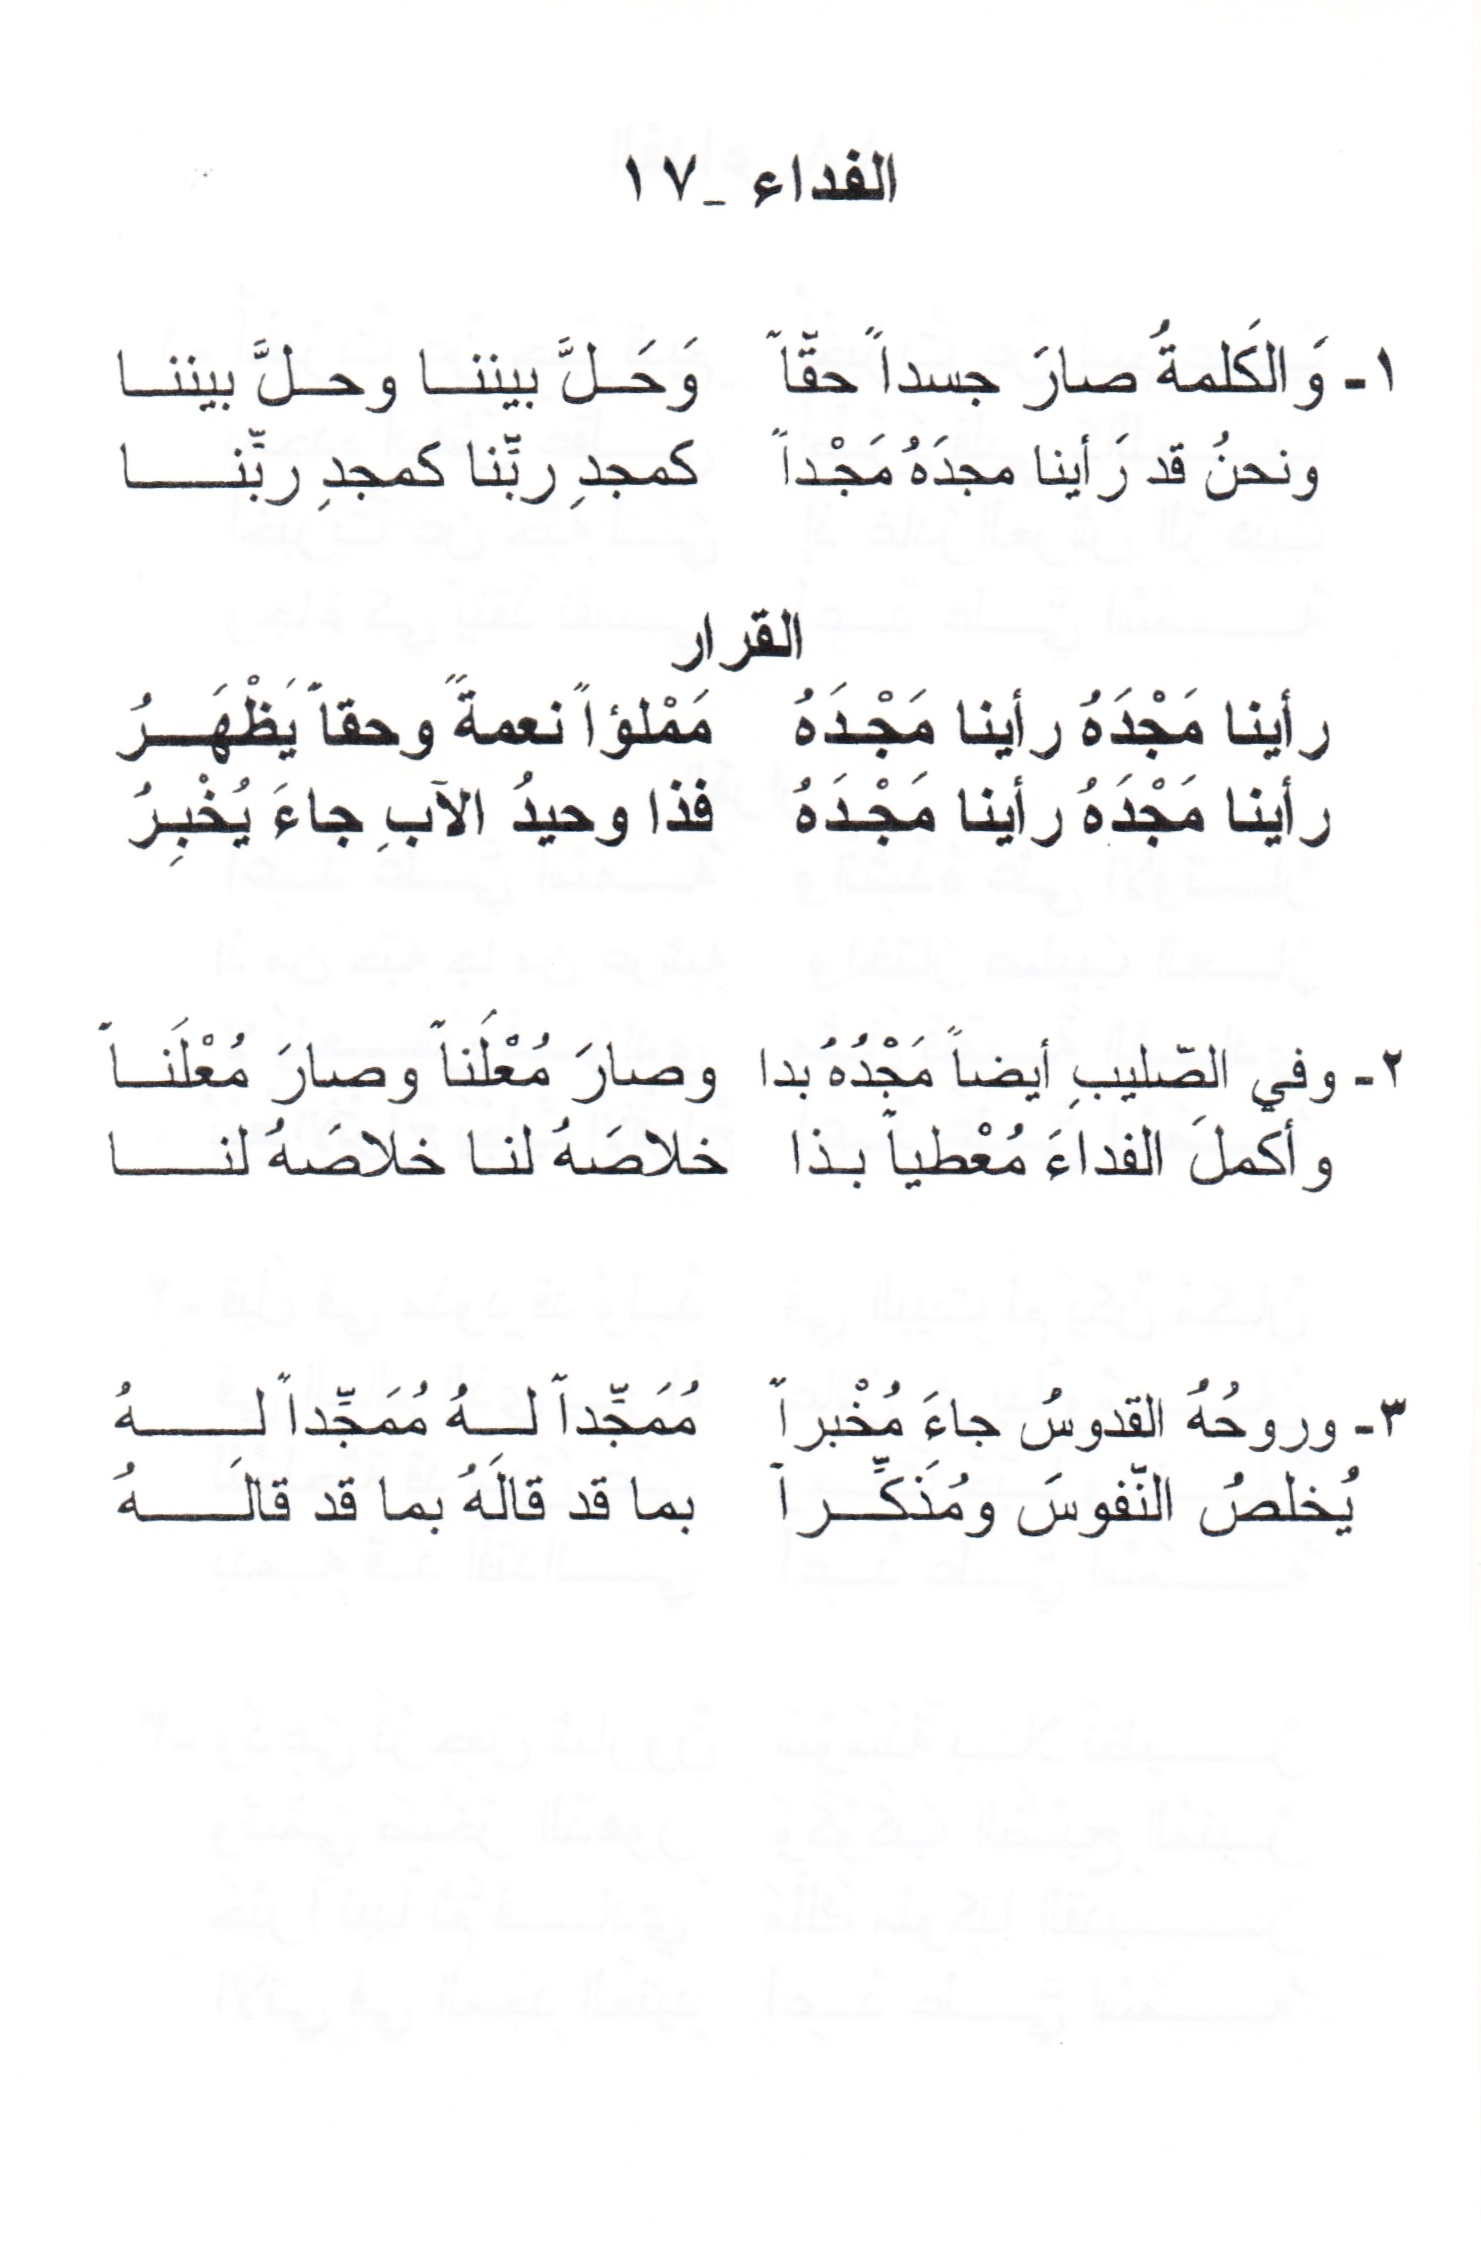 الفداء - ١٧
١- وَالكَلمةُ صارَ جسداً حقّاً وَحَلَّ بيننا وحلَّ بيننا
ونحنُ قد رَأينا مجدَهُ مَجْداً كمجدِ ربِّنا كمجدِ ربِّنا
القرار
رأينا مَجْدَهُ رأينا مَجْدَهُ مَمْلؤاً نعمةً وحقاً يَظْهَرُ
رأينا مَجْدَهُ رأينا مَجْدَهُ فذا وحيدُ الآبِ جاءَ يُخْبِرُ
٢- وفي الصّليبِ أيضاً مَجْدُهُ بدا وصارَ مُعْلَناً وصارَ مُعْلَناً
وأكملَ الفداءَ مُعْطياً بذا خلاصَهُ لنا خلاصَهُ لنا
٣- وروحُهُ القدوسُ جاءَ مُخْبراً مُمَجِّداً لهُ مُمَجِّداً لهُ
يُخلصُ النّفوسَ ومُذَكِّراً بما قد قالَهُ بما قد قالَهُ